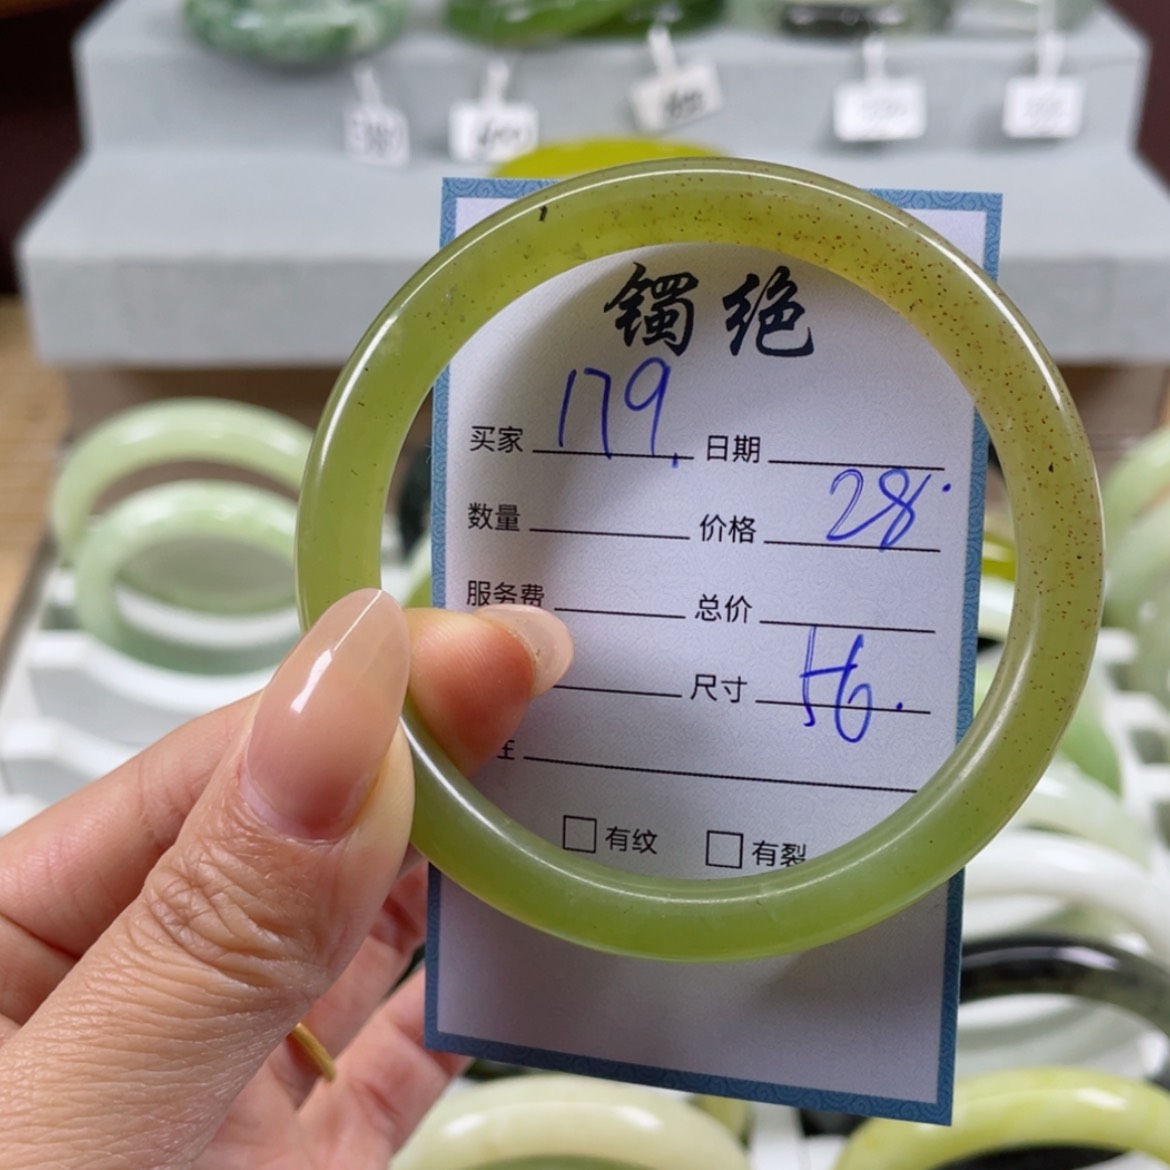 镯绝
买家 179. 日期
数量 价格 28.
服务费 总价
尺寸 56.
注
有纹 有裂